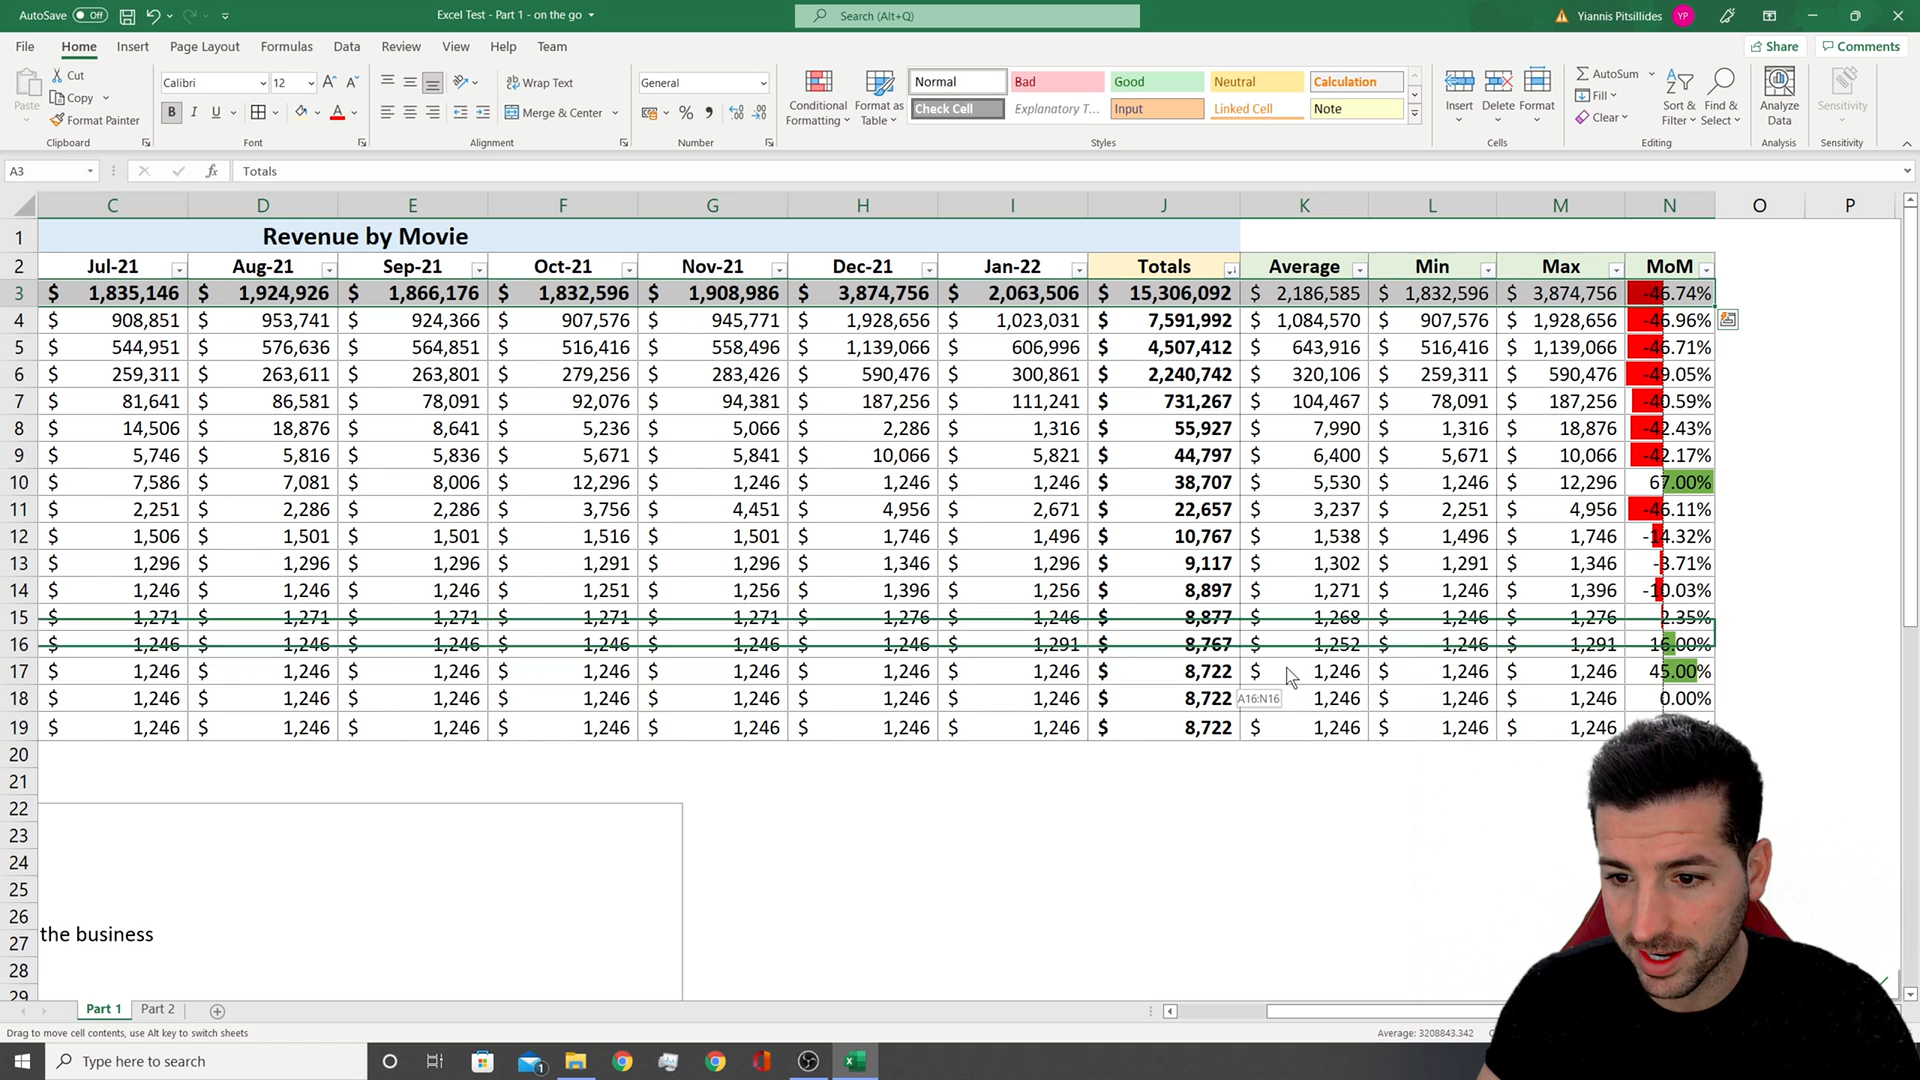 AutoSave Off Excel Test - Part 1 - on the go Search (Alt+Q) Yiannis Pitsillides YP
File Home Insert Page Layout Formulas Data Review View Help Team Share Comments
Paste Cut Copy Format Painter Clipboard
Calibri 12 B I U A Font
Wrap Text Merge & Center Alignment
General % Number
Conditional Formatting Format as Table
Normal Bad Good Neutral Calculation
Check Cell Explanatory T... Input Linked Cell Note
Styles
Insert Delete Format Cells
AutoSum Fill Clear Sort & Filter Find & Select Editing
Analyze Data Analysis
Sensitivity Sensitivity
A3 fx Totals
C D E F G H I J K L M N O P
1 Revenue by Movie
2 Jul-21 Aug-21 Sep-21 Oct-21 Nov-21 Dec-21 Jan-22 Totals Average Min Max MoM
3 $ 1,835,146 $ 1,924,926 $ 1,866,176 $ 1,832,596 $ 1,908,986 $ 3,874,756 $ 2,063,506 $ 15,306,092 $ 2,186,585 $ 1,832,596 $ 3,874,756 -46.74%
4 $ 908,851 $ 953,741 $ 924,366 $ 907,576 $ 945,771 $ 1,928,656 $ 1,023,031 $ 7,591,992 $ 1,084,570 $ 907,576 $ 1,928,656 -46.96%
5 $ 544,951 $ 576,636 $ 564,851 $ 516,416 $ 558,496 $ 1,139,066 $ 606,996 $ 4,507,412 $ 643,916 $ 516,416 $ 1,139,066 -46.71%
6 $ 259,311 $ 263,611 $ 263,801 $ 279,256 $ 283,426 $ 590,476 $ 300,861 $ 2,240,742 $ 320,106 $ 259,311 $ 590,476 -49.05%
7 $ 81,641 $ 86,581 $ 78,091 $ 92,076 $ 94,381 $ 187,256 $ 111,241 $ 731,267 $ 104,467 $ 78,091 $ 187,256 -40.59%
8 $ 14,506 $ 18,876 $ 8,641 $ 5,236 $ 5,066 $ 2,286 $ 1,316 $ 55,927 $ 7,990 $ 1,316 $ 18,876 -42.43%
9 $ 5,746 $ 5,816 $ 5,836 $ 5,671 $ 5,841 $ 10,066 $ 5,821 $ 44,797 $ 6,400 $ 5,671 $ 10,066 -42.17%
10 $ 7,586 $ 7,081 $ 8,006 $ 12,296 $ 1,246 $ 1,246 $ 1,246 $ 38,707 $ 5,530 $ 1,246 $ 12,296 67.00%
11 $ 2,251 $ 2,286 $ 2,286 $ 3,756 $ 4,451 $ 4,956 $ 2,671 $ 22,657 $ 3,237 $ 2,251 $ 4,956 -46.11%
12 $ 1,506 $ 1,501 $ 1,501 $ 1,516 $ 1,501 $ 1,746 $ 1,496 $ 10,767 $ 1,538 $ 1,496 $ 1,746 -14.32%
13 $ 1,296 $ 1,296 $ 1,296 $ 1,291 $ 1,296 $ 1,346 $ 1,296 $ 9,117 $ 1,302 $ 1,291 $ 1,346 -3.71%
14 $ 1,246 $ 1,246 $ 1,246 $ 1,251 $ 1,256 $ 1,396 $ 1,256 $ 8,897 $ 1,271 $ 1,246 $ 1,396 -10.03%
15 $ 1,271 $ 1,271 $ 1,271 $ 1,271 $ 1,271 $ 1,276 $ 1,246 $ 8,877 $ 1,268 $ 1,246 $ 1,276 2.35%
16 $ 1,246 $ 1,246 $ 1,246 $ 1,246 $ 1,246 $ 1,246 $ 1,291 $ 8,767 $ 1,252 $ 1,246 $ 1,291 16.00%
17 $ 1,246 $ 1,246 $ 1,246 $ 1,246 $ 1,246 $ 1,246 $ 1,246 $ 8,722 $ 1,246 $ 1,246 $ 1,246 45.00%
18 $ 1,246 $ 1,246 $ 1,246 $ 1,246 $ 1,246 $ 1,246 $ 1,246 $ 8,722 A16:N16 1,246 $ 1,246 $ 1,246 0.00%
19 $ 1,246 $ 1,246 $ 1,246 $ 1,246 $ 1,246 $ 1,246 $ 1,246 $ 8,722 $ 1,246 $ 1,246 $ 1,246
20
21
22
23
24
25
26
27 the business
28
29
Part 1 Part 2
Drag to move cell contents, use Alt key to switch sheets Average: 3208843.342
Type here to search 1